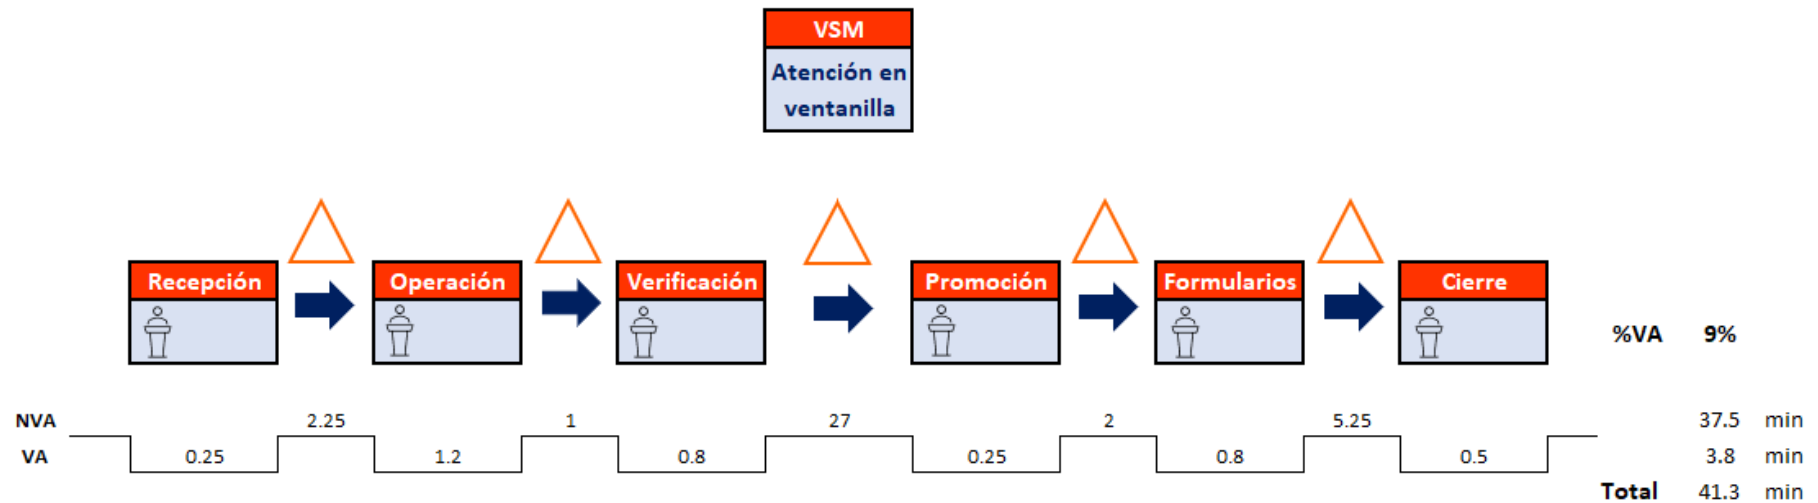 VSM
Atención en
ventanilla
Recepción
Operación
Verificación
Promoción
Formularios
Cierre
%VA 9%
NVA 2.25 1 27 2 5.25 37.5 min
VA 0.25 1.2 0.8 0.25 0.8 0.5 3.8 min
Total 41.3 min